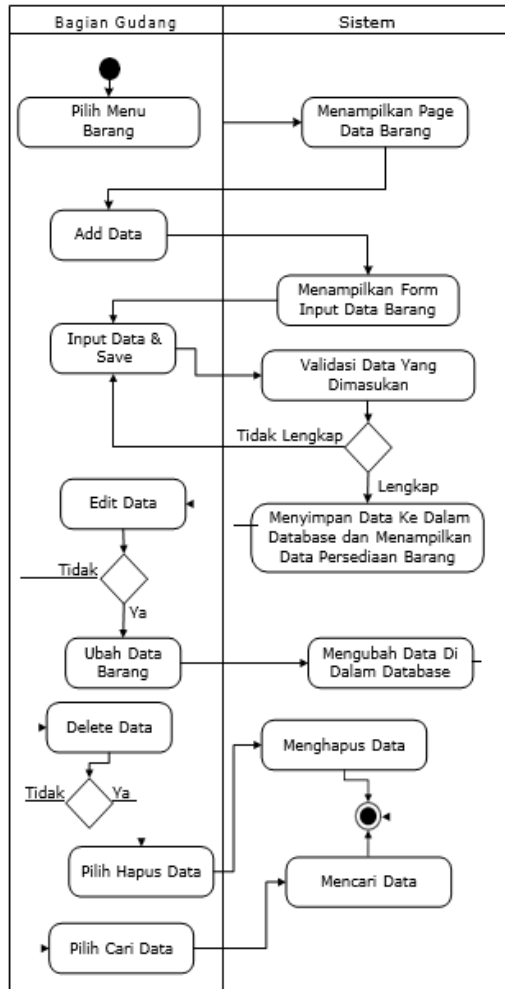 Bagian Gudang
Sistem
Pilih Menu
Barang
Menampilkan Page
Data Barang
Add Data
Menampilkan Form
Input Data Barang
Input Data &
Save
Validasi Data Yang
Dimasukan
Tidak Lengkap
Lengkap
Edit Data
Menyimpan Data Ke Dalam
Database dan Menampilkan
Data Persediaan Barang
Tidak
Ya
Ubah Data
Barang
Mengubah Data Di
Dalam Database
Delete Data
Menghapus Data
Tidak
Ya
Pilih Hapus Data
Mencari Data
Pilih Cari Data